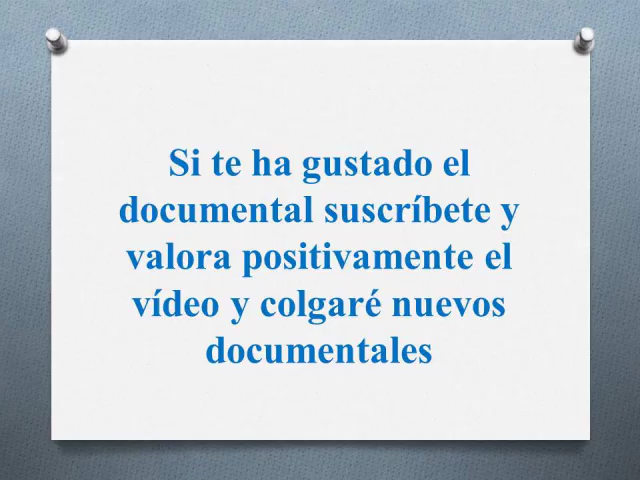 Si te ha gustado el
documental suscríbete y
valora positivamente el
vídeo y colgaré nuevos
documentales